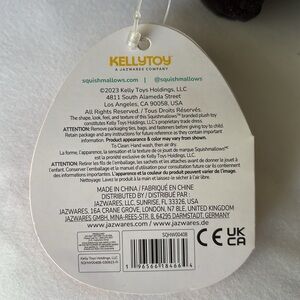 KELLYTOY
A JAZWARES COMPANY
squishmallows.com @squishmallows
©2023 Kelly Toys Holdings, LLC
4811 South Alameda Street
Los Angeles, CA 90058, USA
All Rights Reserved. / Tous Droits Réservés.
The shape, look, feel, and texture of this Squishmallows™ branded plush toy
constitutes Kelly Toys Holdings, LLC's proprietary trade dress.
ATTENTION: Remove packaging ties, bags, and fasteners before giving toy to child.
Retain package and any instructions for future reference as they contain important
information. Product appearance & color may vary from shown.
To Clean: Hand wash, then air dry.
La forme, l'apparence, la sensation et la texture de ce jouet de marque Squishmallows™
est la propriété exclusive de Kelly Toys Holdings, LLC.
ATTENTION: Retirez l'emballage, les sachets et les attaches avant de donner le jouet à
l'enfant. Conserver l'emballage et le manuel d'utilisation pour consultation future car ils contiennent
d'importantes informations. L'apparence et la couleur du produit peuvent varier de l'image.
Nettoyage: Lavez le produit à la main et laisser sécher à l'air.
MADE IN CHINA / FABRIQUÉ EN CHINE
DISTRIBUTED BY / DISTRIBUÉ PAR :
JAZWARES, LLC. SUNRISE, FL 33326, USA
JAZWARES, 16A CRANE GROVE, LONDON, N7 8LE, UNITED KINGDOM
JAZWARES GMBH, MINA-REES-STR. 8, 64295 DARMSTADT, GERMANY
www.jazwares.com / www.jazwares.de
Kelly Toys Holdings, LLC
SQHW00408
CE UK
CA